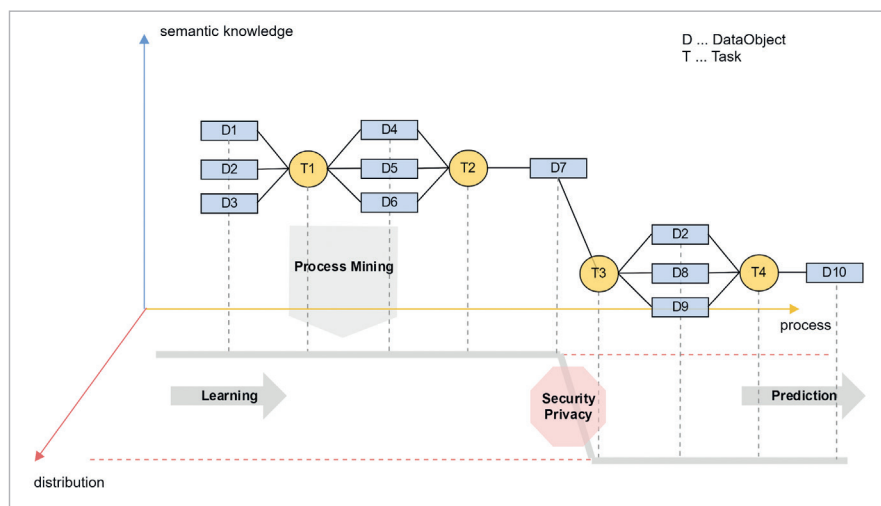 semantic knowledge
D ... DataObject
T ... Task
D1
D4
D2
T1
D5
T2
D7
D3
D6
D2
Process Mining
T3
D8
T4
D10
D9
process
Learning
Security
Privacy
Prediction
distribution